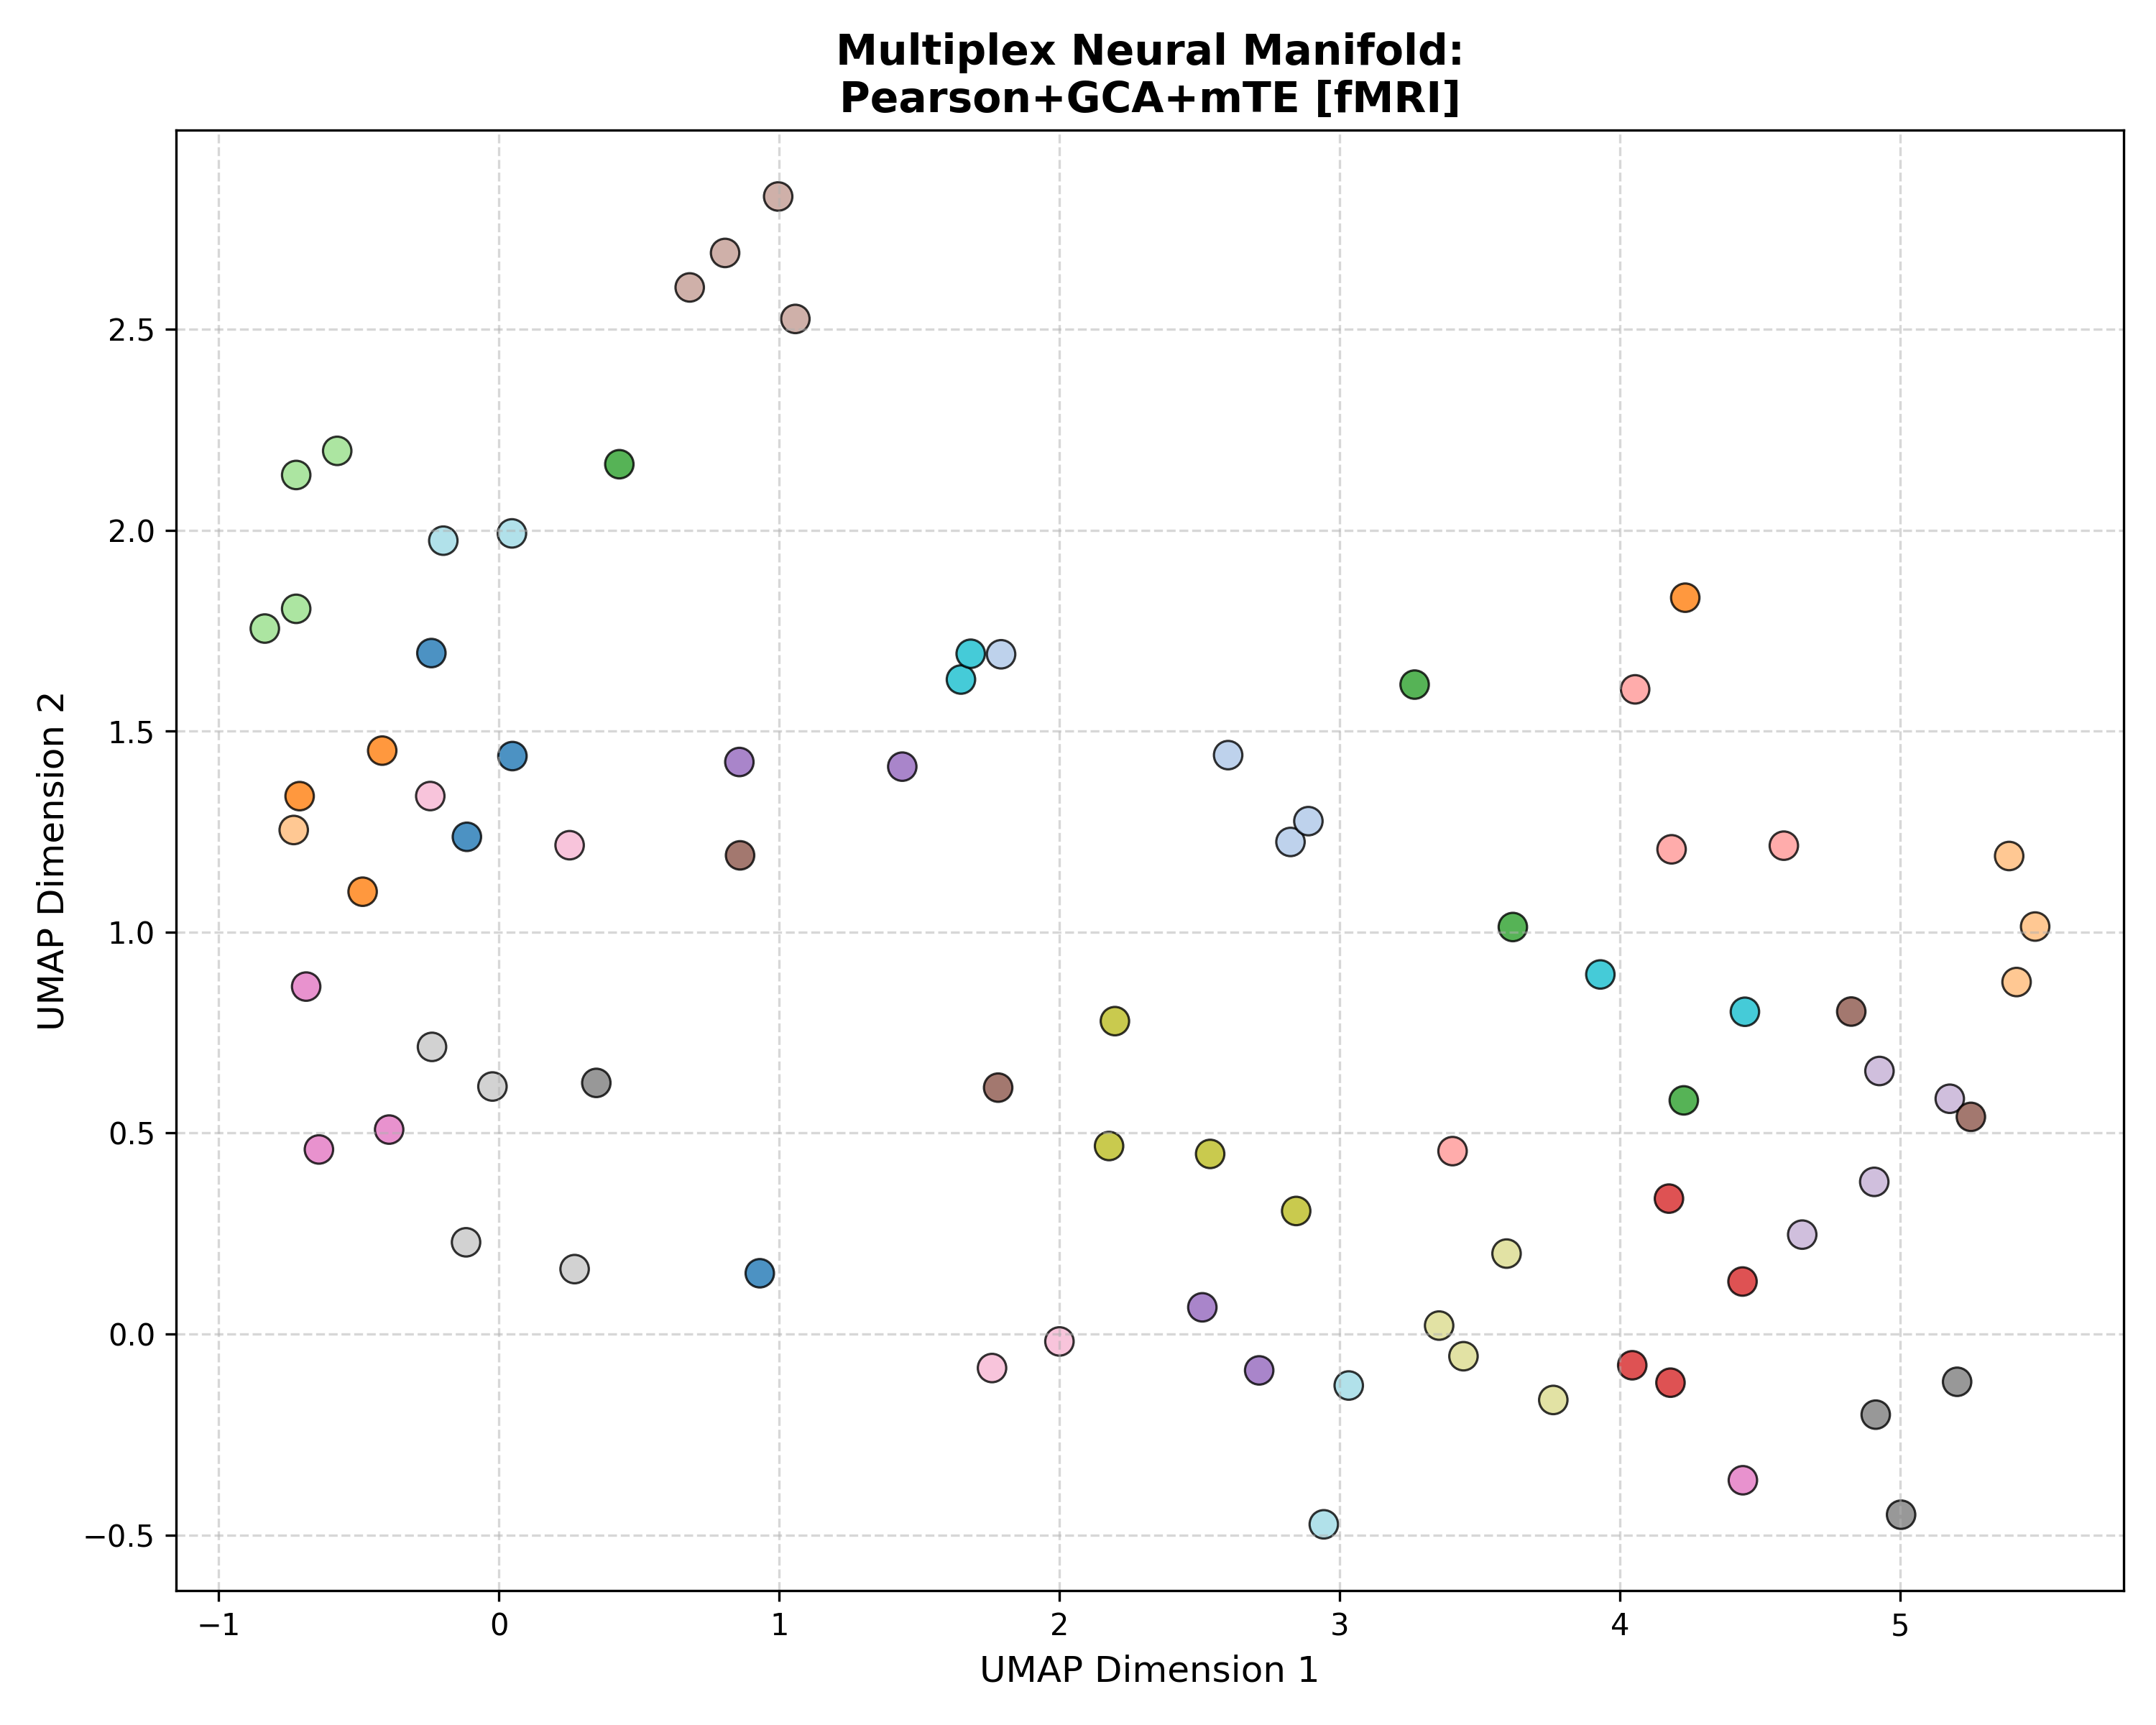 Multiplex Neural Manifold:
Pearson+GCA+mTE [fMRI]
UMAP Dimension 2
2.5
2.0
1.5
1.0
0.5
0.0
−0.5
−1 0 1 2 3 4 5
UMAP Dimension 1